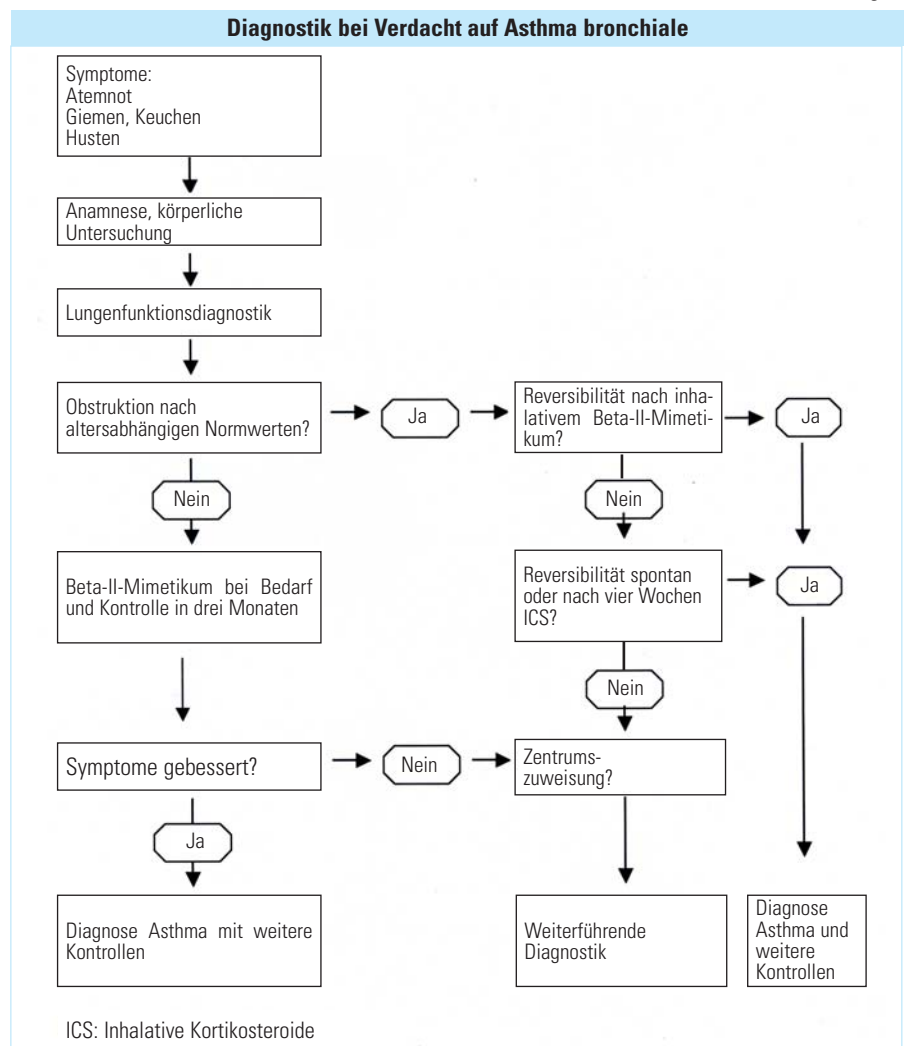 Diagnostik bei Verdacht auf Asthma bronchiale
Symptome:
Atemnot
Giemen, Keuchen
Husten
Anamnese, körperliche
Untersuchung
Lungenfunktionsdiagnostik
Obstruktion nach
altersabhängigen Normwerten?
Ja
Reversibilität nach inha-
lativem Beta-II-Mimeti-
kum?
Ja
Nein
Nein
Beta-II-Mimetikum bei Bedarf
und Kontrolle in drei Monaten
Reversibilität spontan
oder nach vier Wochen
ICS?
Ja
Nein
Symptome gebessert?
Nein
Zentrums-
zuweisung?
Ja
Diagnose Asthma mit weitere
Kontrollen
Weiterführende
Diagnostik
Diagnose
Asthma und
weitere
Kontrollen
ICS: Inhalative Kortikosteroide